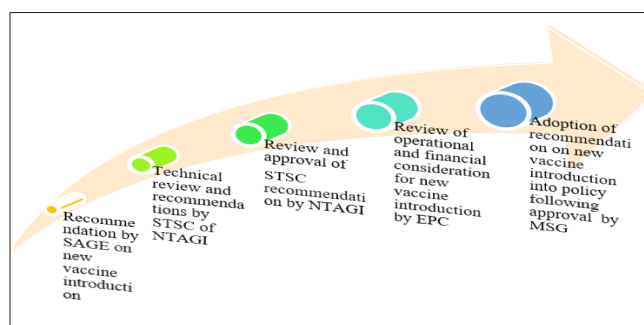 Recomme
ndation by
SAGE on
new
vaccine
introducti
on
Technical
review and
recommenda
tions by
STSC of
NTAGI
Review and
approval of
STSC
recommendati
on by NTAGI
Review of
operational
and financial
consideration
for new
vaccine
introduction
by EPC
Adoption of
recommendati
on on new
vaccine
introduction
into policy
following
approval by
MSG